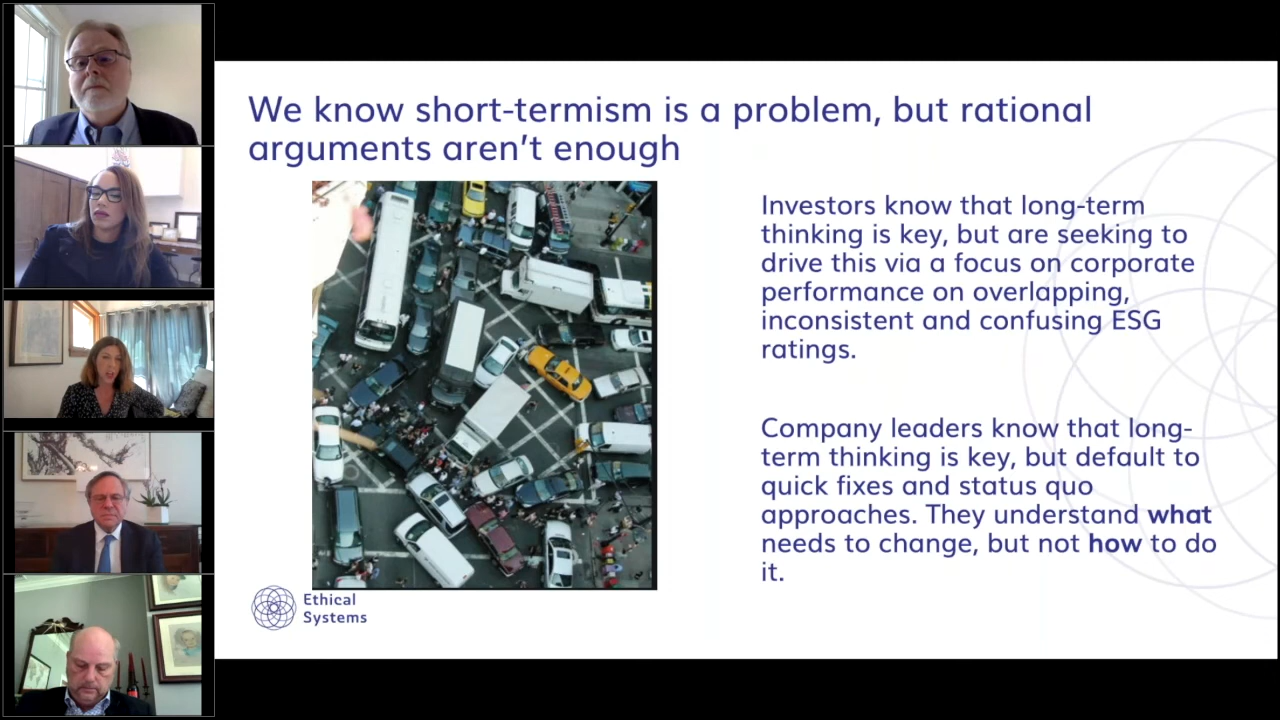 We know short-termism is a problem, but rational
arguments aren't enough
Investors know that long-term
thinking is key, but are seeking to
drive this via a focus on corporate
performance on overlapping,
inconsistent and confusing ESG
ratings.
Company leaders know that long-
term thinking is key, but default to
quick fixes and status quo
approaches. They understand what
needs to change, but not how to do
it.
Ethical
Systems